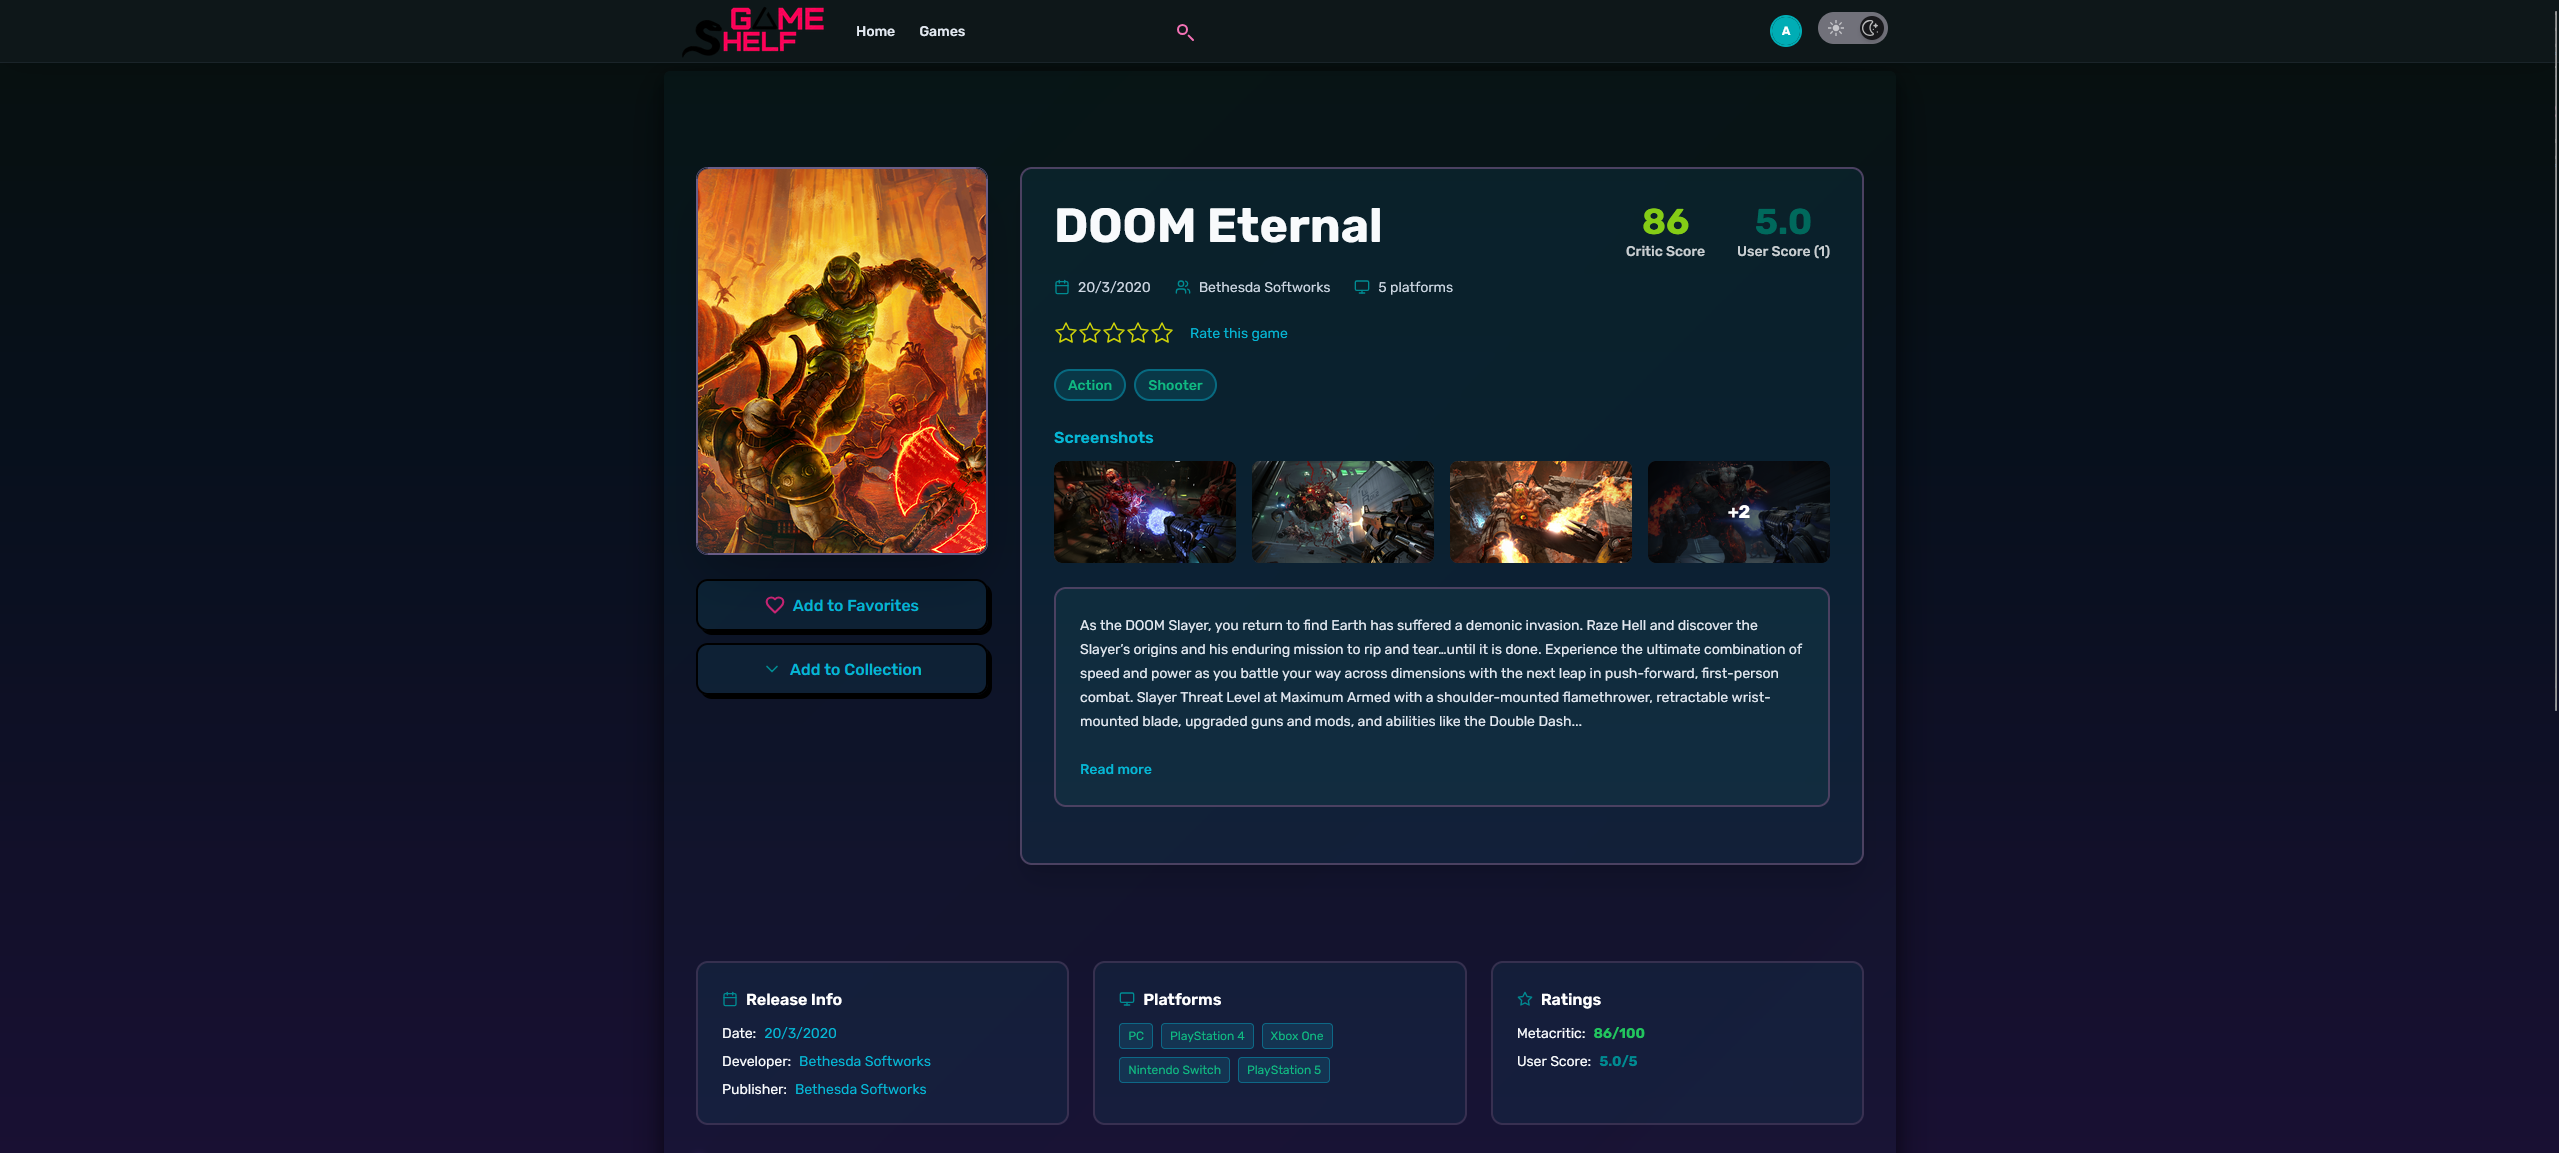 GAME
SHELF
Home
Games
A
DOOM Eternal
86
Critic Score
5.0
User Score (1)
20/3/2020
Bethesda Softworks
5 platforms
Rate this game
Action
Shooter
Screenshots
+2
Add to Favorites
Add to Collection
As the DOOM Slayer, you return to find Earth has suffered a demonic invasion. Raze Hell and discover the
Slayer's origins and his enduring mission to rip and tear…until it is done. Experience the ultimate combination of
speed and power as you battle your way across dimensions with the next leap in push-forward, first-person
combat. Slayer Threat Level at Maximum Armed with a shoulder-mounted flamethrower, retractable wrist-
mounted blade, upgraded guns and mods, and abilities like the Double Dash...
Read more
Release Info
Date: 20/3/2020
Developer: Bethesda Softworks
Publisher: Bethesda Softworks
Platforms
PC
PlayStation 4
Xbox One
Nintendo Switch
PlayStation 5
Ratings
Metacritic: 86/100
User Score: 5.0/5